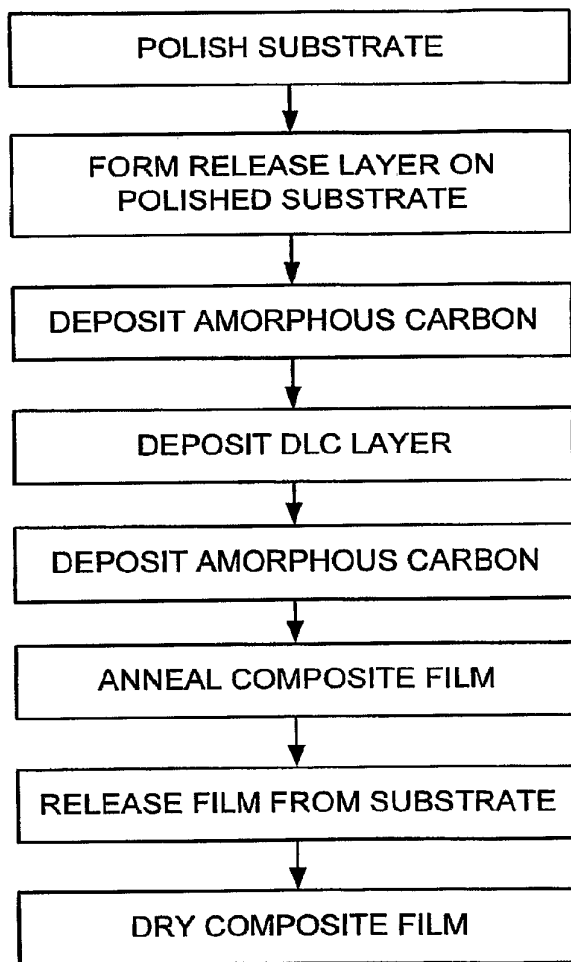 POLISH SUBSTRATE
FORM RELEASE LAYER ON
POLISHED SUBSTRATE
DEPOSIT AMORPHOUS CARBON
DEPOSIT DLC LAYER
DEPOSIT AMORPHOUS CARBON
ANNEAL COMPOSITE FILM
RELEASE FILM FROM SUBSTRATE
DRY COMPOSITE FILM